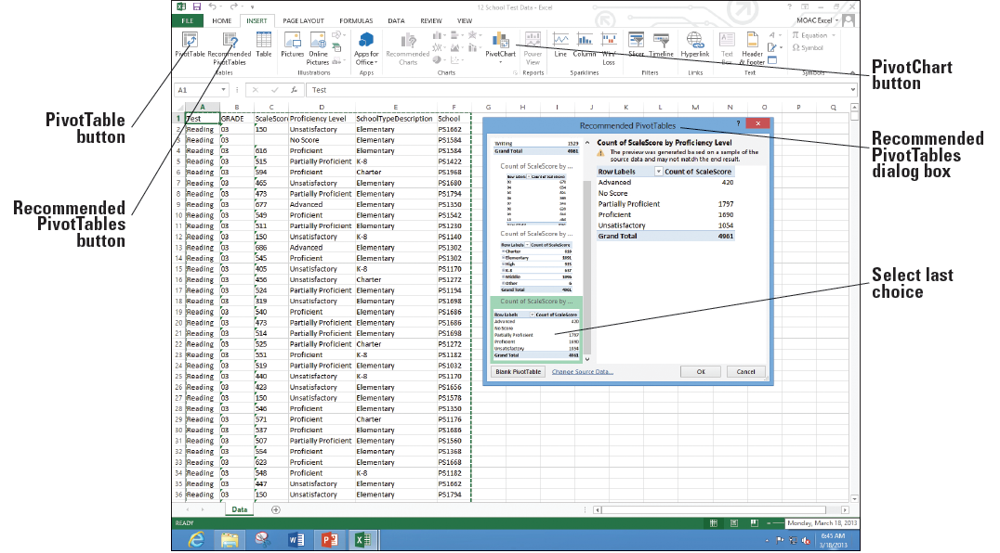 12 School Test Data - Excel
FILE HOME INSERT PAGE LAYOUT FORMULAS DATA REVIEW VIEW MOAC Excel
PivotTable Recommended PivotTables Table Pictures Online Pictures Apps for Office Recommended Charts PivotChart Power View Line Column Win/Loss Slicer Timeline Hyperlink Text Box Header & Footer Equation Symbol
Tables Illustrations Apps Charts Reports Sparklines Filters Links Text Symbols
PivotChart
button
PivotTable
button
Recommended
PivotTables
button
Recommended
PivotTables
dialog box
Select last
choice
A1 fx Test
A B C D E F G H I J K L M N O P Q
1 Test GRADE ScaleScore Proficiency Level SchoolTypeDescription School
2 Reading 03 150 Unsatisfactory Elementary PS1662
3 Reading 03 No Score Elementary PS1584
4 Reading 03 616 Proficient Elementary PS1584
5 Reading 03 515 Partially Proficient K-8 PS1422
6 Reading 03 594 Proficient Charter PS1968
7 Reading 03 465 Unsatisfactory Elementary PS1680
8 Reading 03 473 Partially Proficient Elementary PS1794
9 Reading 03 677 Advanced Elementary PS1350
10 Reading 03 549 Proficient Elementary PS1542
11 Reading 03 511 Partially Proficient Elementary PS1230
12 Reading 03 150 Unsatisfactory K-8 PS1140
13 Reading 03 686 Advanced Elementary PS1302
14 Reading 03 545 Proficient Elementary PS1302
15 Reading 03 405 Unsatisfactory K-8 PS1170
16 Reading 03 456 Unsatisfactory Charter PS1272
17 Reading 03 524 Partially Proficient Elementary PS1194
18 Reading 03 319 Unsatisfactory Elementary PS1698
19 Reading 03 540 Proficient Elementary PS1686
20 Reading 03 473 Partially Proficient Elementary PS1686
21 Reading 03 514 Partially Proficient Elementary PS1698
22 Reading 03 525 Partially Proficient Charter PS1272
23 Reading 03 551 Proficient K-8 PS1182
24 Reading 03 519 Partially Proficient Elementary PS1032
25 Reading 03 440 Unsatisfactory K-8 PS1170
26 Reading 03 423 Unsatisfactory Elementary PS1656
27 Reading 03 150 Unsatisfactory Elementary PS1578
28 Reading 03 546 Proficient Elementary PS1350
29 Reading 03 571 Proficient Charter PS1176
30 Reading 03 537 Proficient Elementary PS1686
31 Reading 03 507 Partially Proficient Elementary PS1560
32 Reading 03 554 Proficient Elementary PS1368
33 Reading 03 623 Proficient Elementary PS1668
34 Reading 03 548 Proficient K-8 PS1182
35 Reading 03 447 Unsatisfactory Elementary PS1662
36 Reading 03 150 Unsatisfactory Elementary PS1794
Recommended PivotTables
Writing 1529
Grand Total 4961
Count of ScaleScore by ...
Row Labels Count of ScaleScore
Count of ScaleScore by ...
Row Labels Count of ScaleScore
Charter
Elementary
High
K-8
Middle
Other
Grand Total 4961
Count of ScaleScore by ...
Row Labels Count of ScaleScore
Advanced 420
No Score
Partially Proficient 1797
Proficient 1690
Unsatisfactory 1054
Grand Total 4961
Count of ScaleScore by Proficiency Level
The preview was generated based on a sample of the
source data and may not match the end result.
Row Labels Count of ScaleScore
Advanced 420
No Score
Partially Proficient 1797
Proficient 1690
Unsatisfactory 1054
Grand Total 4961
Blank PivotTable Change Source Data... OK Cancel
Data
READY
Monday, March 18, 2013
6:45 AM
3/18/2013